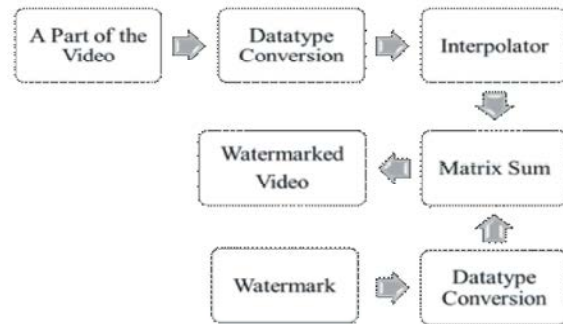 A Part of the
Video
Datatype
Conversion
Interpolator
Watermarked
Video
Matrix Sum
Watermark
Datatype
Conversion